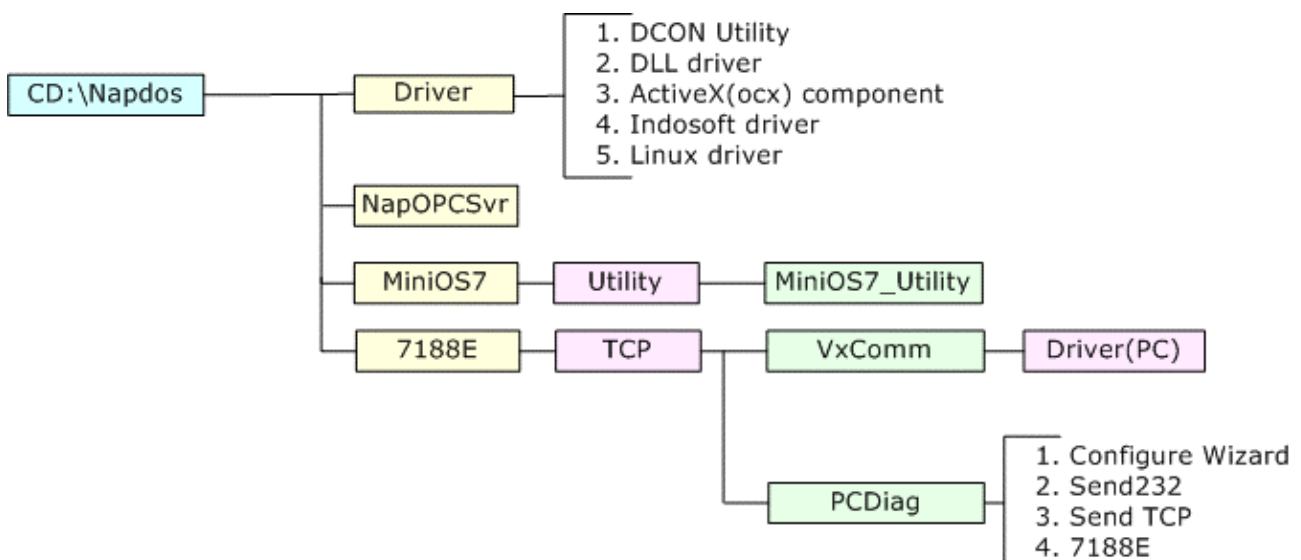 1. DCON Utility
2. DLL driver
CD:\Napdos
Driver
3. ActiveX(ocx) component
4. Indosoft driver
5. Linux driver
NapOPCSvr
MiniOS7
Utility
MiniOS7_Utility
7188E
TCP
VxComm
Driver(PC)
1. Configure Wizard
2. Send232
PCDiag
3. Send TCP
4. 7188E